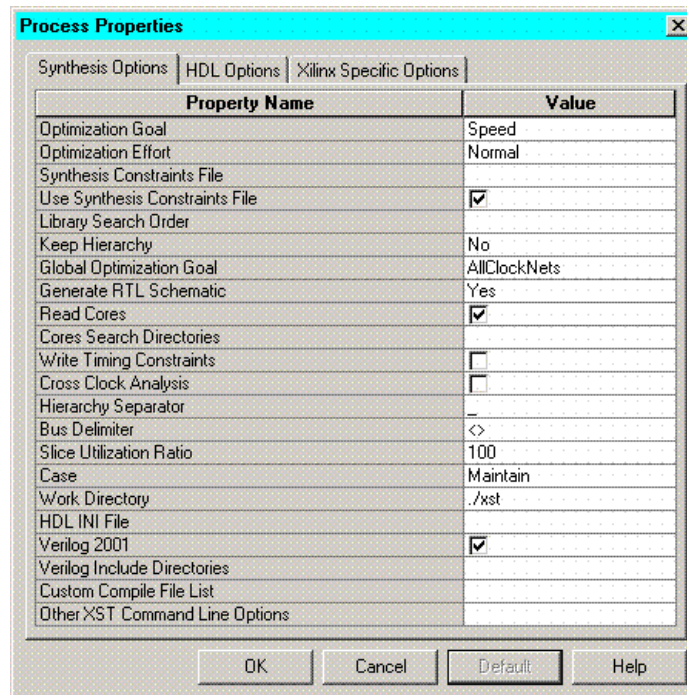 Process Properties
Synthesis Options HDL Options Xilinx Specific Options
Property Name Value
Optimization Goal Speed
Optimization Effort Normal
Synthesis Constraints File
Use Synthesis Constraints File
Library Search Order
Keep Hierarchy No
Global Optimization Goal AllClockNets
Generate RTL Schematic Yes
Read Cores
Cores Search Directories
Write Timing Constraints
Cross Clock Analysis
Hierarchy Separator _
Bus Delimiter <>
Slice Utilization Ratio 100
Case Maintain
Work Directory ./xst
HDL INI File
Verilog 2001
Verilog Include Directories
Custom Compile File List
Other XST Command Line Options
OK Cancel Default Help